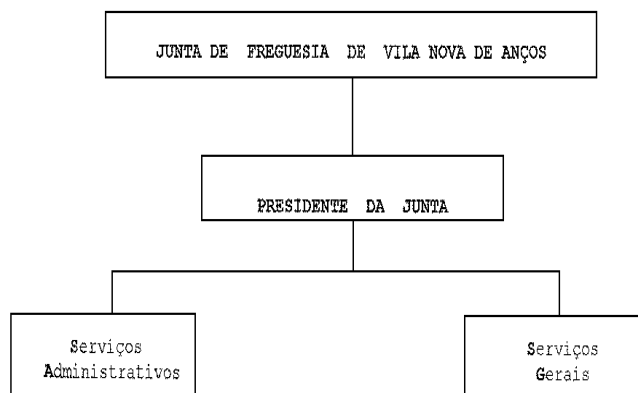 JUNTA DE FREGUESIA DE VILA NOVA DE ANÇOS
PRESIDENTE DA JUNTA
Serviços
Administrativos
Serviços
Gerais